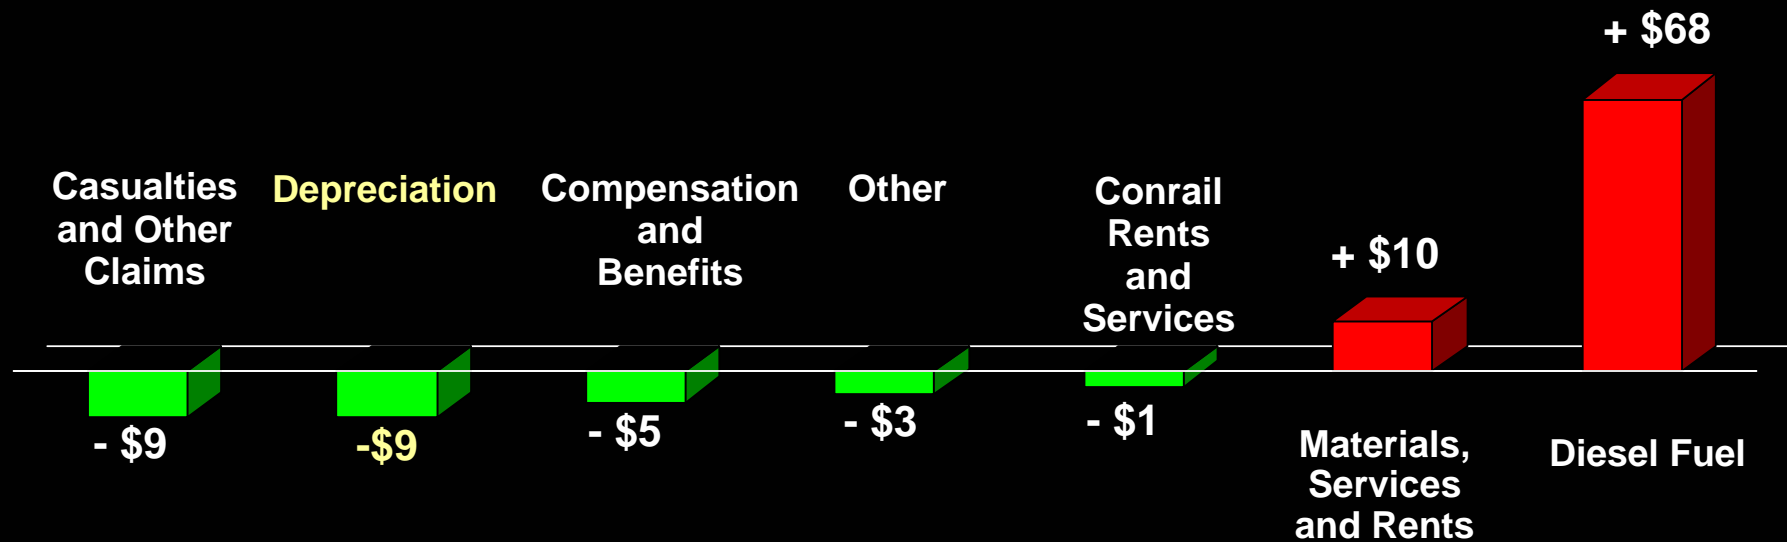 + $68
Casualties
and Other
Claims
Depreciation
Compensation
and
Benefits
Other
Conrail
Rents
and
Services
+ $10
- $9
-$9
- $5
- $3
- $1
Materials,
Services
and Rents
Diesel Fuel